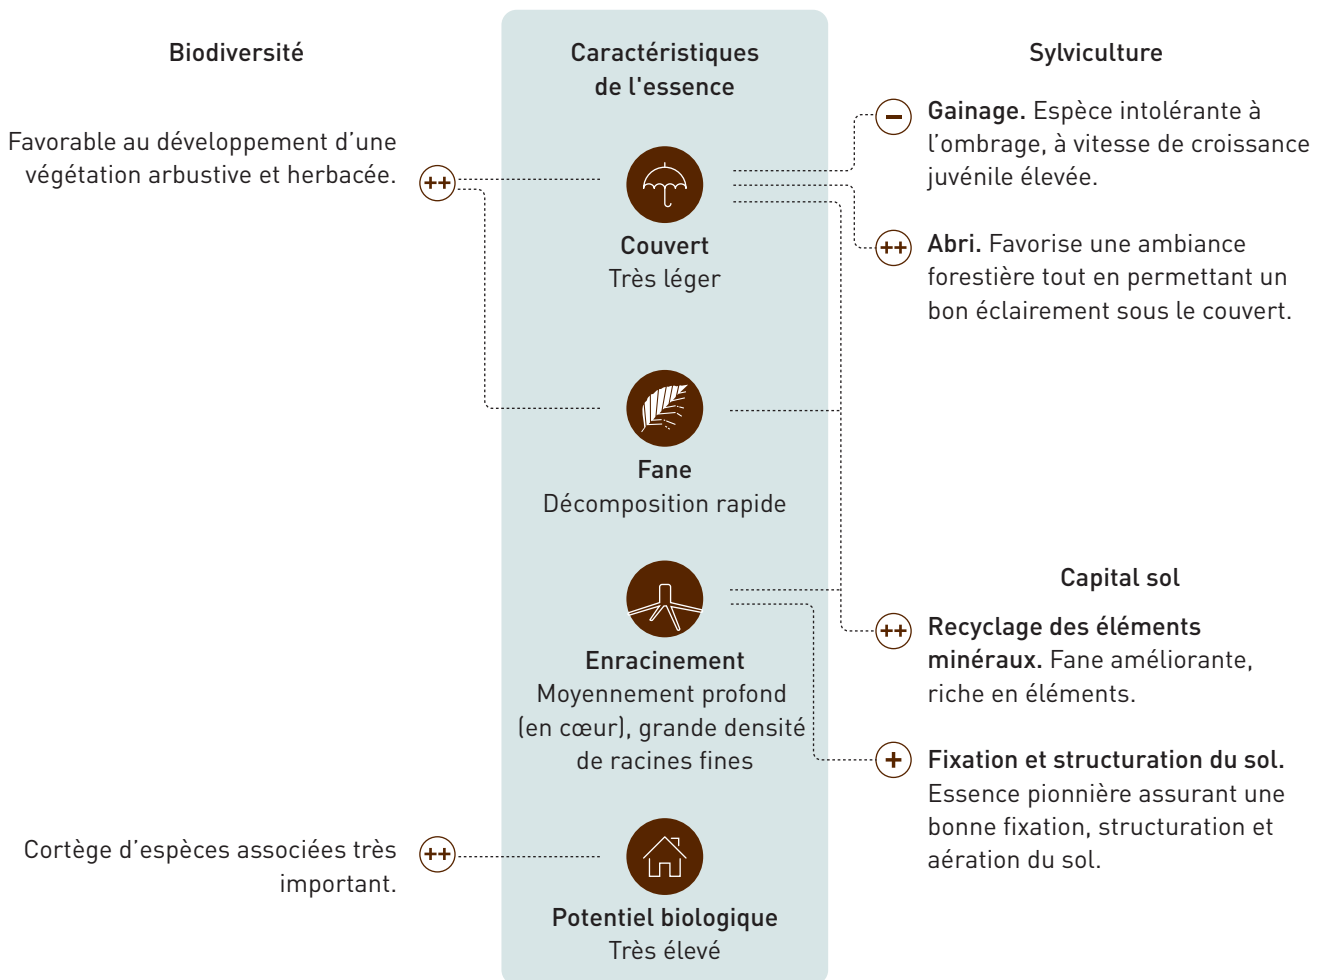 Biodiversité
Favorable au développement d’une
végétation arbustive et herbacée.
++
Cortège d’espèces associées très
important.
++
Caractéristiques
de l'essence
Couvert
Très léger
Fane
Décomposition rapide
Enracinement
Moyennement profond
(en cœur), grande densité
de racines fines
Potentiel biologique
Très élevé
Sylviculture
−
Gainage. Espèce intolérante à
l’ombrage, à vitesse de croissance
juvénile élevée.
++
Abri. Favorise une ambiance
forestière tout en permettant un
bon éclairement sous le couvert.
Capital sol
++
Recyclage des éléments
minéraux. Fane améliorante,
riche en éléments.
+
Fixation et structuration du sol.
Essence pionnière assurant une
bonne fixation, structuration et
aération du sol.